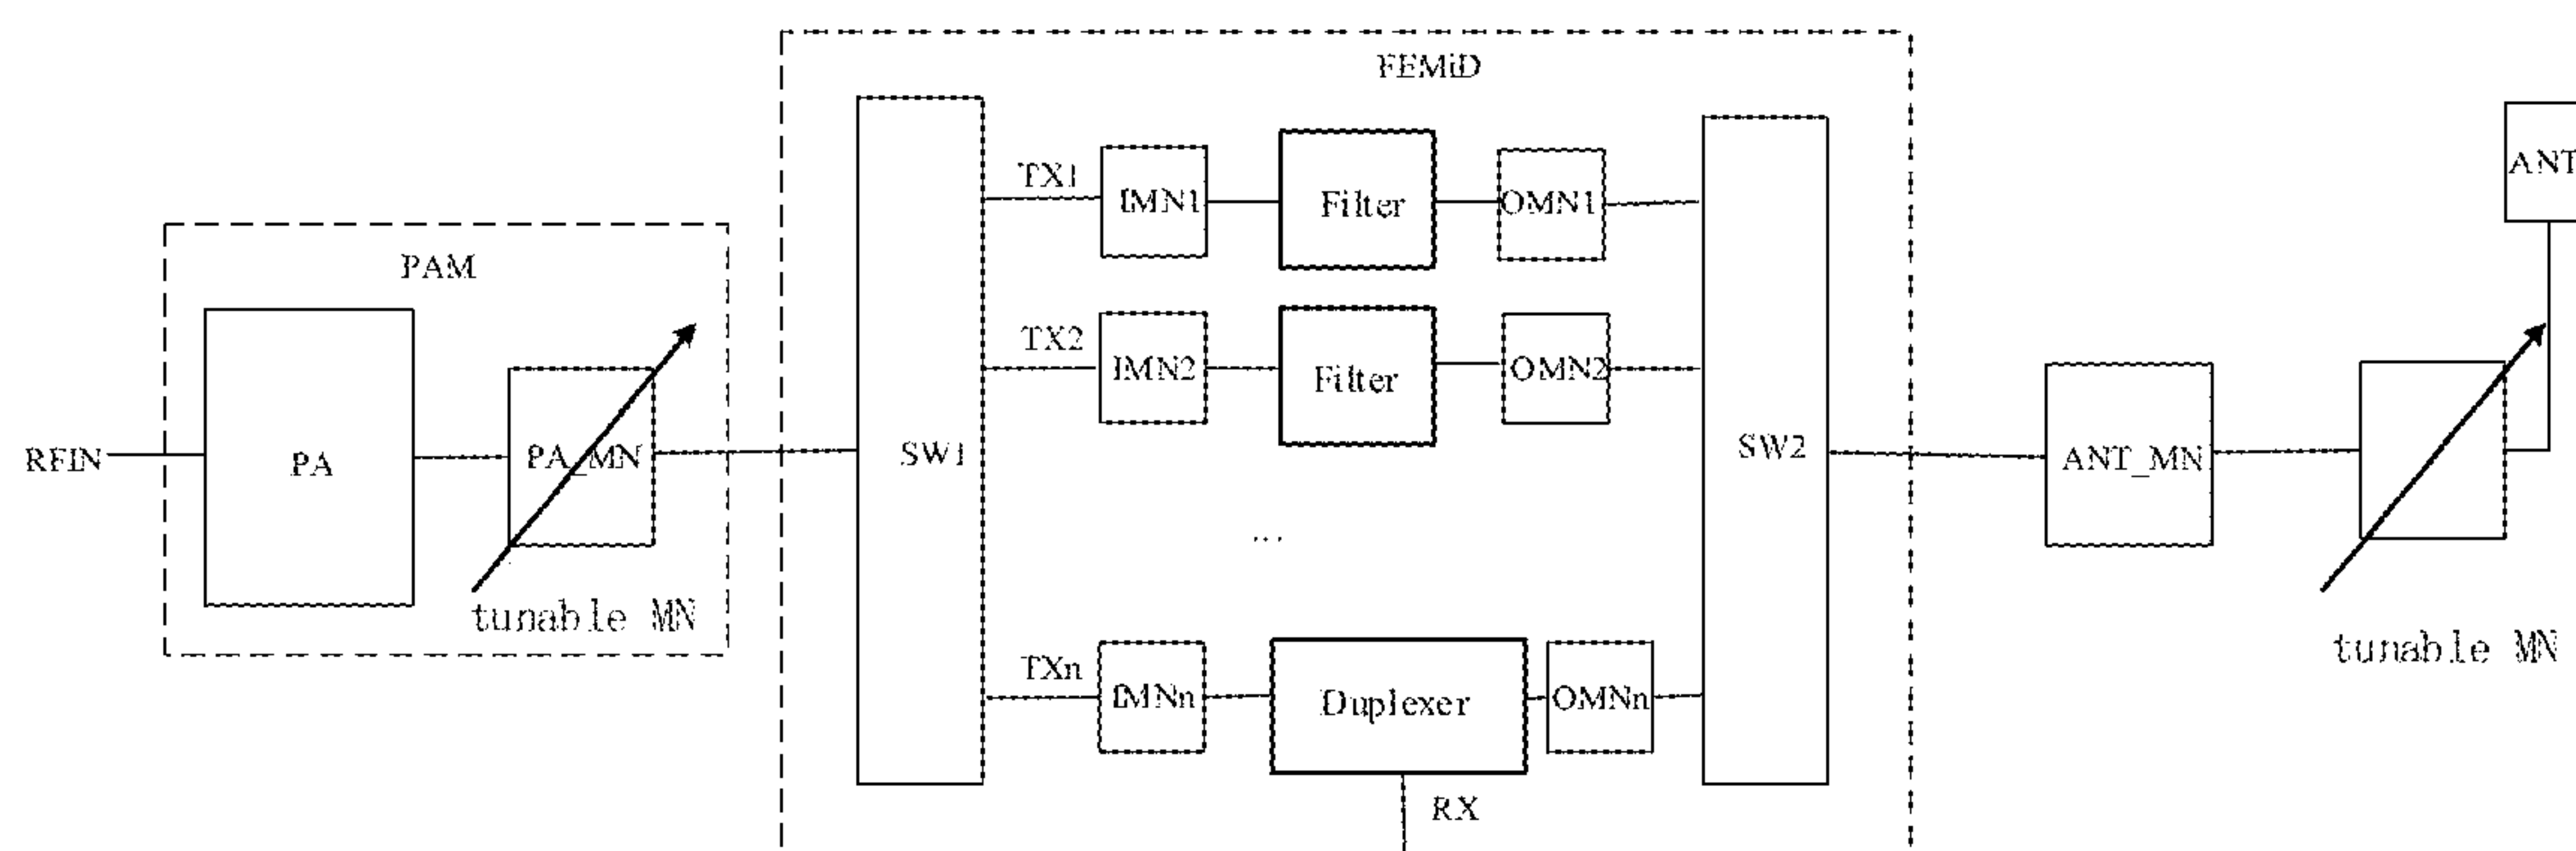 FEMiD
TX1
IMN1
Filter
OMN1
ANT
PAM
TX2
IMN2
Filter
OMN2
RFIN
PA
PA_MN
SW1
SW2
ANT_MN
...
tunable MN
tunable MN
TXn
IMNn
Duplexer
OMNn
RX